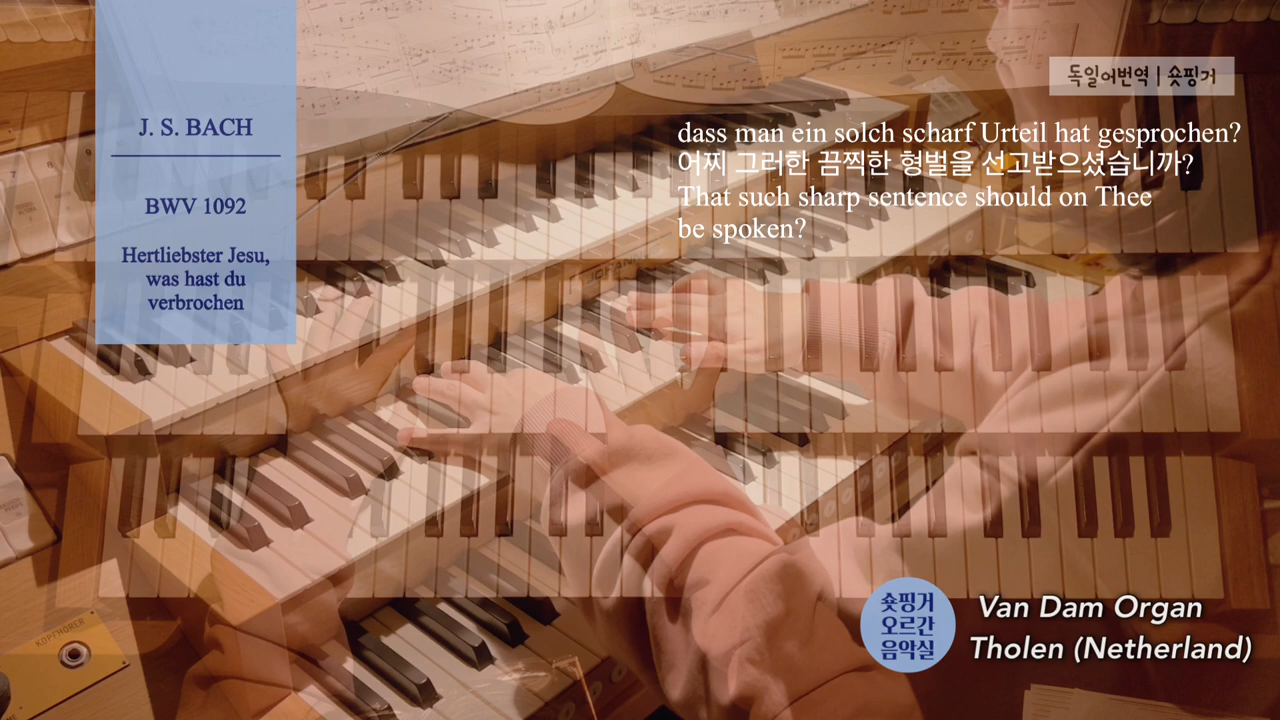 J. S. BACH
BWV 1092
Hertliebster Jesu,
was hast du
verbrochen
독일어번역 | 숏핑거
dass man ein solch scharf Urteil hat gesprochen?
어찌 그러한 끔찍한 형벌을 선고받으셨습니까?
That such sharp sentence should on Thee
be spoken?
KOPFHÖRER
숏핑거
오르간
음악실
Van Dam Organ
Tholen (Netherland)